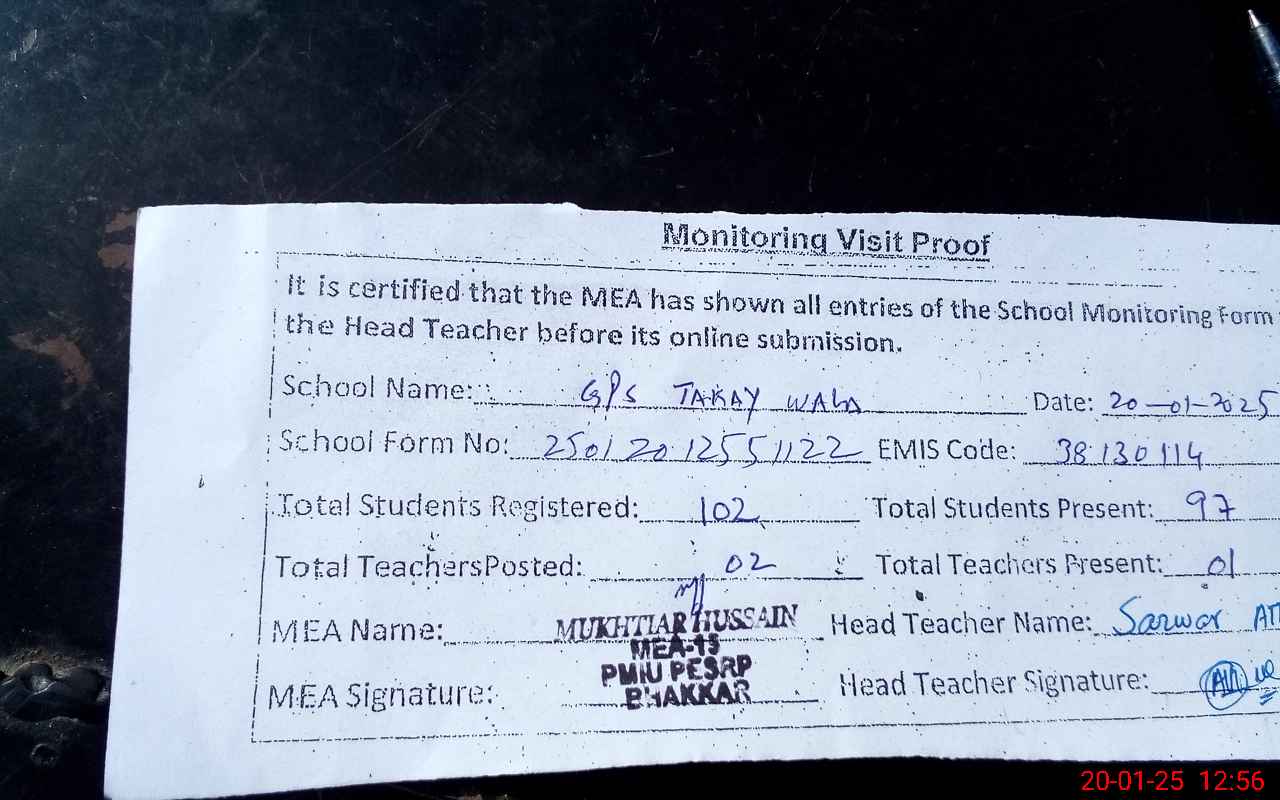 Monitoring Visit Proof
It is certified that the MEA has shown all entries of the School Monitoring Form
the Head Teacher before its online submission.
School Name: GPS TAKAY WALA Date: 20-01-2025
School Form No: 25012012551122 EMIS Code: 38130114
Total Students Registered: 102 Total Students Present: 97
Total TeachersPosted: 02 Total Teachers Present: 01
MEA Name: MUKHTIAR HUSSAIN Head Teacher Name: Sarwar
MEA-15
PMIU PESRP
MEA Signature: BHAKKAR Head Teacher Signature:
20-01-25 12:56